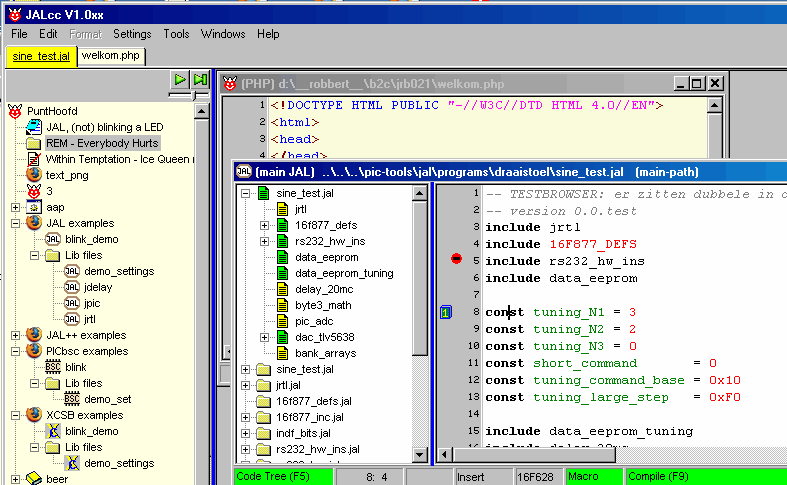 JALcc V1.0xx
File Edit Format Settings Tools Windows Help
sine_test.jal welkom.php
PuntHoofd
JAL, (not) blinking a LED
REM - Everybody Hurts
Within Temptation - Ice Queen
text_png
3
aap
JAL examples
blink_demo
Lib files
demo_settings
jdelay
jpic
jrtl
JAL++ examples
PICbsc examples
blink
Lib files
demo_set
XCSB examples
blink_demo
Lib files
demo_settings
beer
(PHP) d:\__robbert__\b2c\jrb021\welkom.php
1 <!DOCTYPE HTML PUBLIC "-//W3C//DTD HTML 4.0//EN">
2 <html>
3 <head>
4 </head>
(main JAL) ..\..\..\pic-tools\jal\programs\draaistoel\sine_test.jal (main-path)
sine_test.jal
jrtl
16f877_defs
rs232_hw_ins
data_eeprom
data_eeprom_tuning
delay_20mc
byte3_math
pic_adc
dac_tlv5638
bank_arrays
sine_test.jal
jrtl.jal
16f877_defs.jal
16f877_inc.jal
indf_bits.jal
rs232_hw_ins.jal
1 -- TESTBROWSER: er zitten dubbele in
2 -- version 0.0.test
3 include jrtl
4 include 16F877_DEFS
5 include rs232_hw_ins
6 include data_eeprom
7
8 const tuning_N1 = 3
9 const tuning_N2 = 2
10 const tuning_N3 = 0
11 const short_command = 0
12 const tuning_command_base = 0x10
13 const tuning_large_step = 0xF0
14
15 include data_eeprom_tuning
Code Tree (F5) 8: 4 Insert 16F628 Macro Compile (F9)